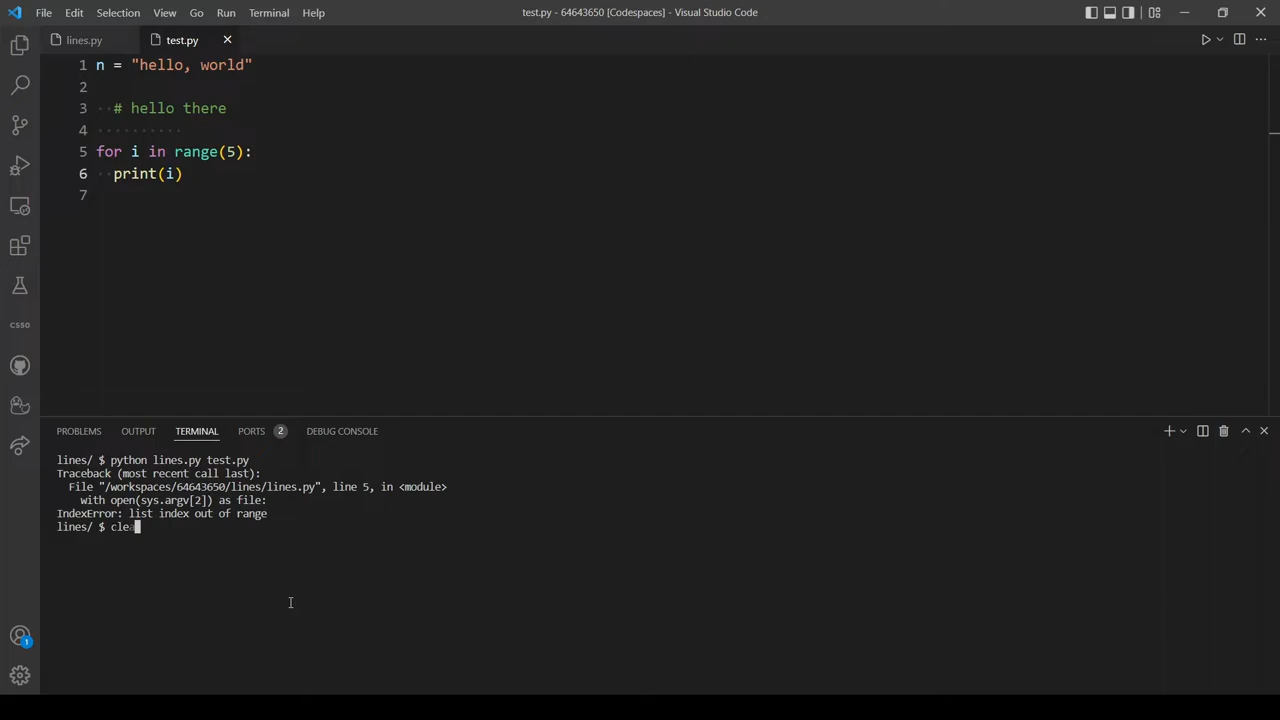 File Edit Selection View Go Run Terminal Help
test.py - 64643650 [Codespaces] - Visual Studio Code
lines.py
test.py
1 n = "hello, world"
2
3 # hello there
4
5 for i in range(5):
6 print(i)
7
CS50
PROBLEMS OUTPUT TERMINAL PORTS 2 DEBUG CONSOLE
lines/ $ python lines.py test.py
Traceback (most recent call last):
File "/workspaces/64643650/lines/lines.py", line 5, in <module>
with open(sys.argv[2]) as file:
IndexError: list index out of range
lines/ $ clea
1